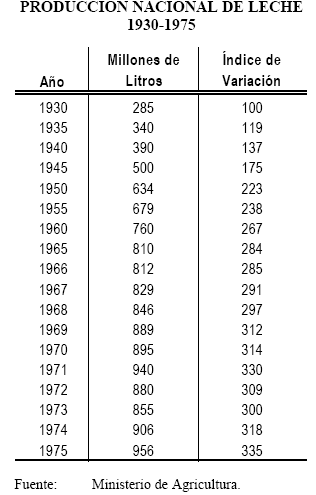 PRODUCCION NACIONAL DE LECHE
1930-1975
Año Millones de Litros Índice de Variación
1930 285 100
1935 340 119
1940 390 137
1945 500 175
1950 634 223
1955 679 238
1960 760 267
1965 810 284
1966 812 285
1967 829 291
1968 846 297
1969 889 312
1970 895 314
1971 940 330
1972 880 309
1973 855 300
1974 906 318
1975 956 335
Fuente: Ministerio de Agricultura.